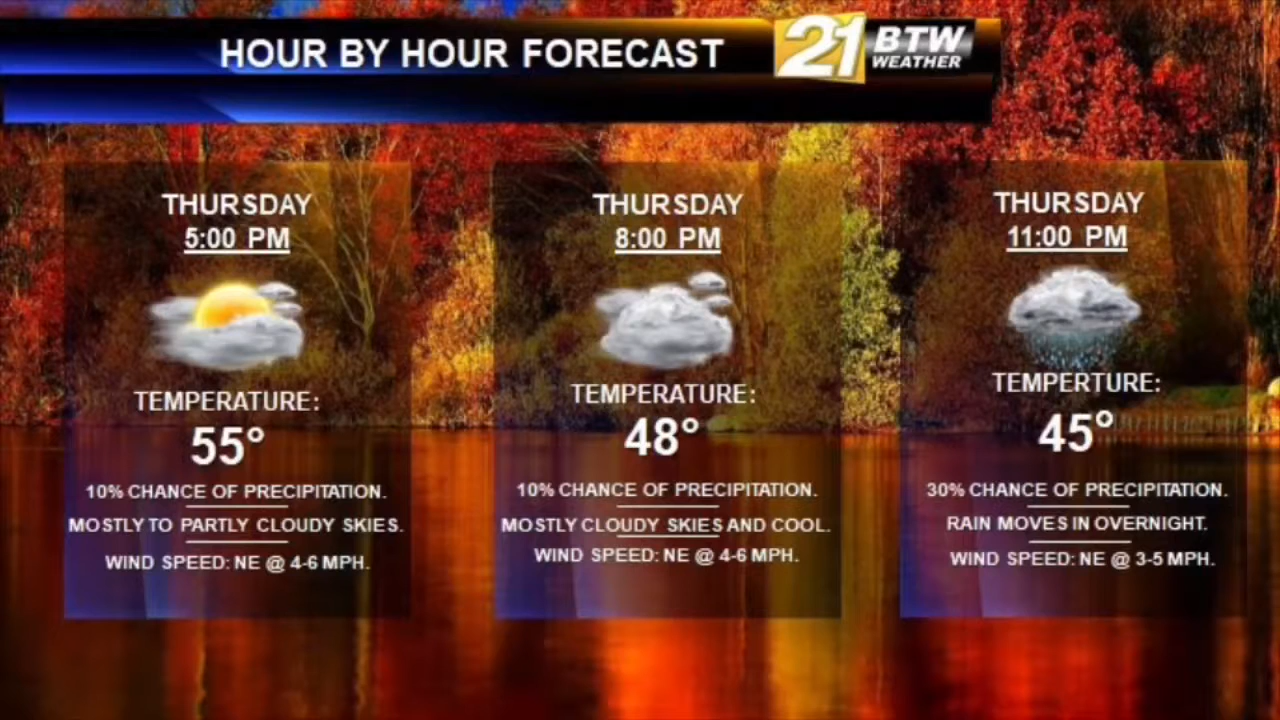 HOUR BY HOUR FORECAST
21 BTW
WEATHER
THURSDAY
5:00 PM
TEMPERATURE:
55°
10% CHANCE OF PRECIPITATION.
MOSTLY TO PARTLY CLOUDY SKIES.
WIND SPEED: NE @ 4-6 MPH.
THURSDAY
8:00 PM
TEMPERATURE:
48°
10% CHANCE OF PRECIPITATION.
MOSTLY CLOUDY SKIES AND COOL.
WIND SPEED: NE @ 4-6 MPH.
THURSDAY
11:00 PM
TEMPERTURE:
45°
30% CHANCE OF PRECIPITATION.
RAIN MOVES IN OVERNIGHT.
WIND SPEED: NE @ 3-5 MPH.